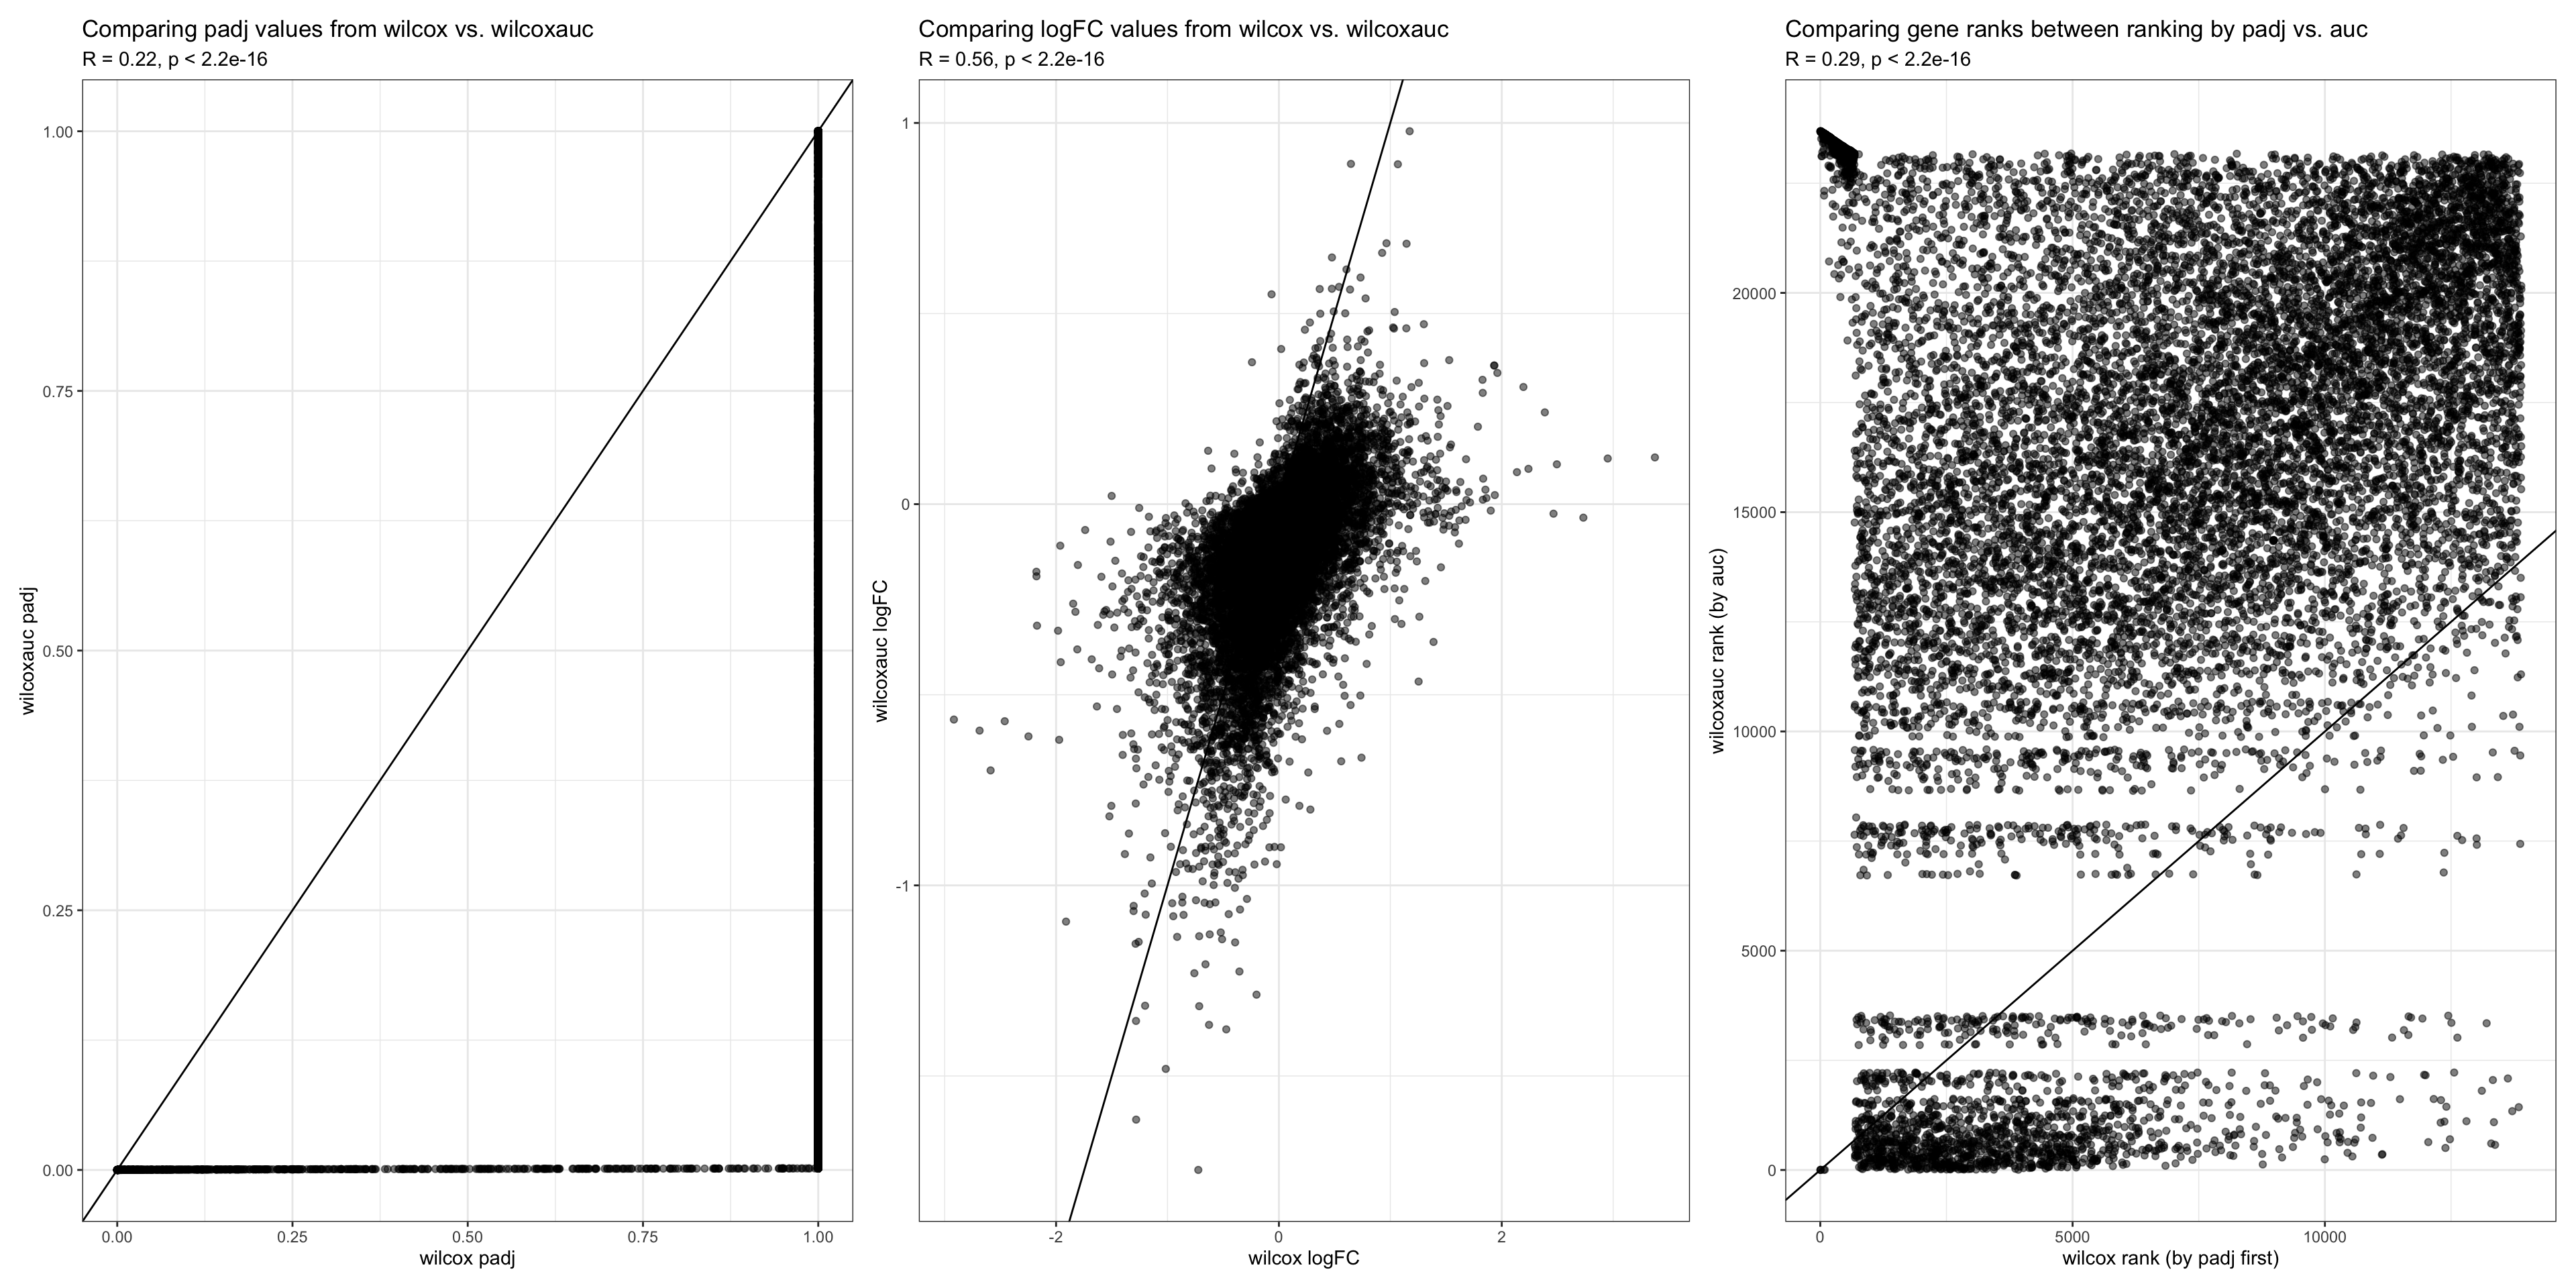 Comparing padj values from wilcox vs. wilcoxauc
R = 0.22, p < 2.2e-16
1.00
0.75
0.50
0.25
0.00
wilcoxauc padj
0.00 0.25 0.50 0.75 1.00
wilcox padj
Comparing logFC values from wilcox vs. wilcoxauc
R = 0.56, p < 2.2e-16
1
0
-1
wilcoxauc logFC
-2 0 2
wilcox logFC
Comparing gene ranks between ranking by padj vs. auc
R = 0.29, p < 2.2e-16
20000
15000
10000
5000
0
wilcoxauc rank (by auc)
0 5000 10000
wilcox rank (by padj first)